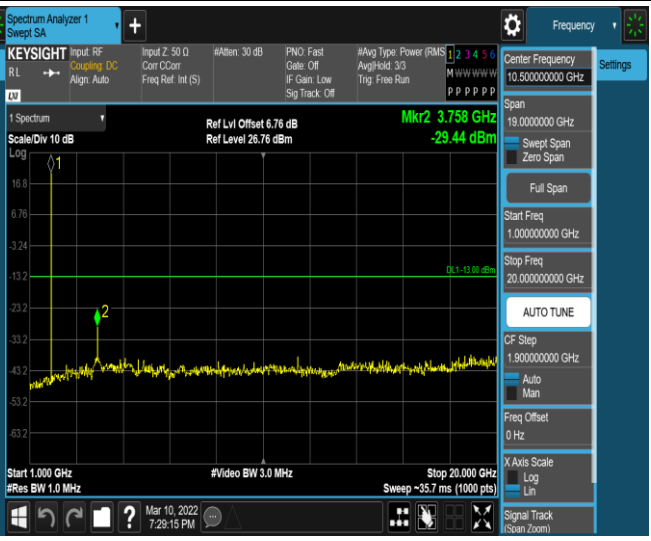 Spectrum Analyzer 1
Swept SA
Frequency
KEYSIGHT
RL
LXI
Input: RF
Coupling: DC
Align: Auto
Input Z: 50 Ω
Corr CCorr
Freq Ref: Int (S)
#Atten: 30 dB
PNO: Fast
Gate: Off
IF Gain: Low
Sig Track: Off
#Avg Type: Power (RMS
Avg|Hold: 3/3
Trig: Free Run
1 2 3 4 5 6
M W W W W W
P P P P P P
1 Spectrum
Scale/Div 10 dB
Log
Ref Lvl Offset 6.76 dB
Ref Level 26.76 dBm
Mkr2 3.758 GHz
-29.44 dBm
1
16.8
6.76
-3.24
-13.2
DL1 -13.00 dBm
-23.2
2
-33.2
-43.2
-53.2
-63.2
Start 1.000 GHz
#Res BW 1.0 MHz
#Video BW 3.0 MHz
Stop 20.000 GHz
Sweep ~35.7 ms (1000 pts)
?
Mar 10, 2022
7:29:15 PM
Center Frequency
10.500000000 GHz
Span
19.0000000 GHz
Swept Span
Zero Span
Full Span
Start Freq
1.000000000 GHz
Stop Freq
20.000000000 GHz
AUTO TUNE
CF Step
1.900000000 GHz
Auto
Man
Freq Offset
0 Hz
X Axis Scale
Log
Lin
Signal Track
(Span Zoom)
Settings